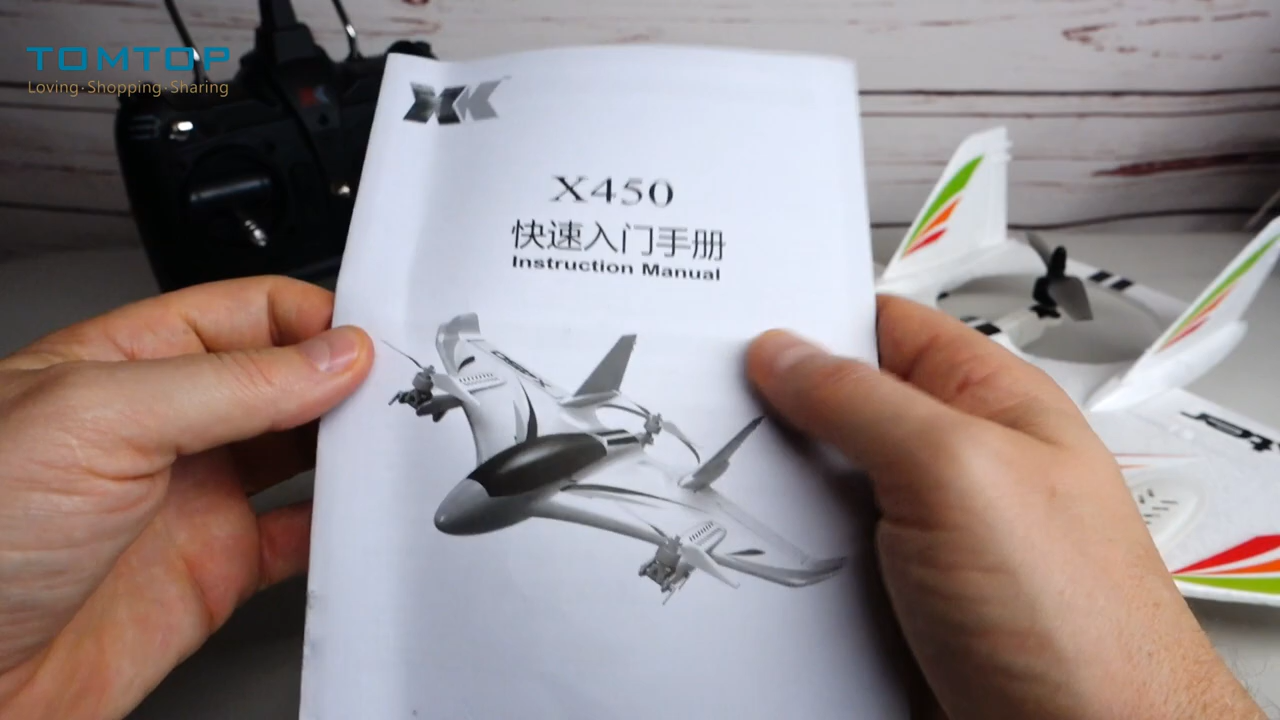 TOMTOP
Loving·Shopping·Sharing
XK
X450
快速入门手册
Instruction Manual